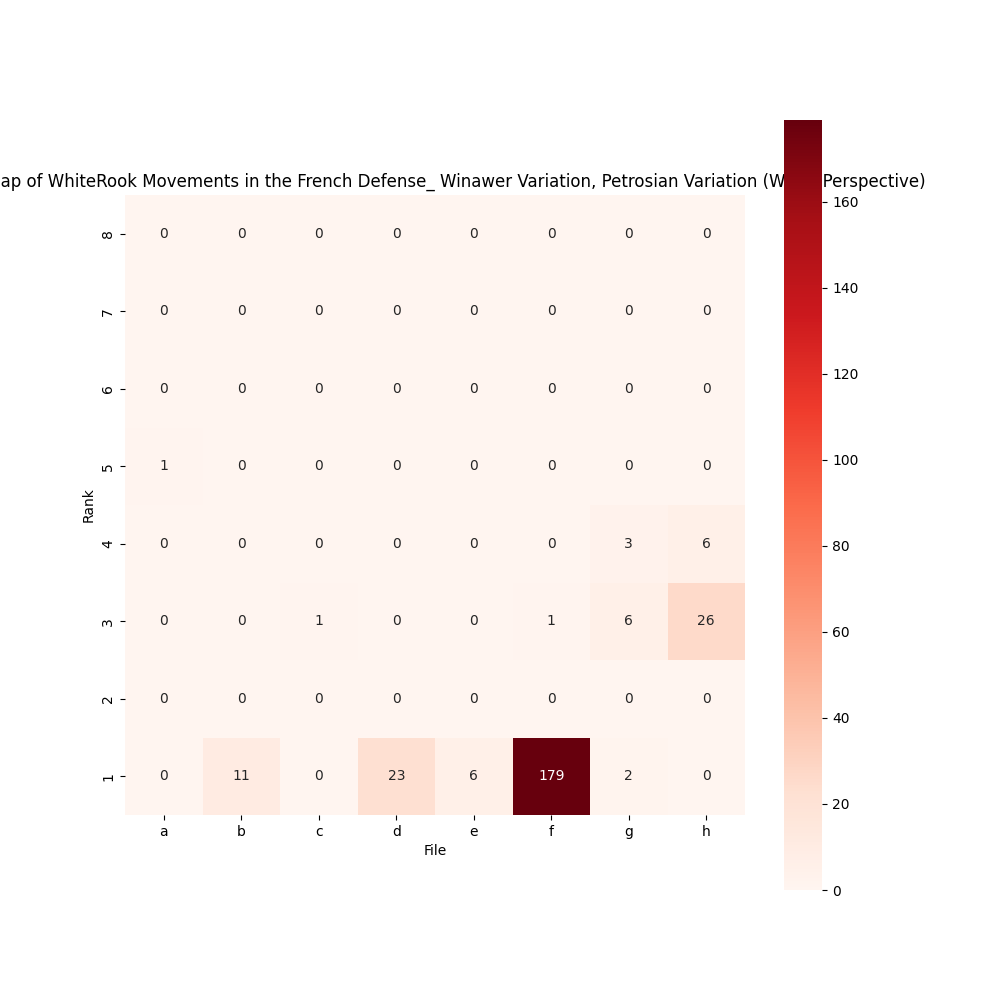 ap of WhiteRook Movements in the French Defense_ Winawer Variation, Petrosian Variation (W Perspective)
8 0 0 0 0 0 0 0 0
7 0 0 0 0 0 0 0 0
6 0 0 0 0 0 0 0 0
5 1 0 0 0 0 0 0 0
4 0 0 0 0 0 0 3 6
3 0 0 1 0 0 1 6 26
2 0 0 0 0 0 0 0 0
1 0 11 0 23 6 179 2 0
a b c d e f g h
File
Rank
160
140
120
100
80
60
40
20
0